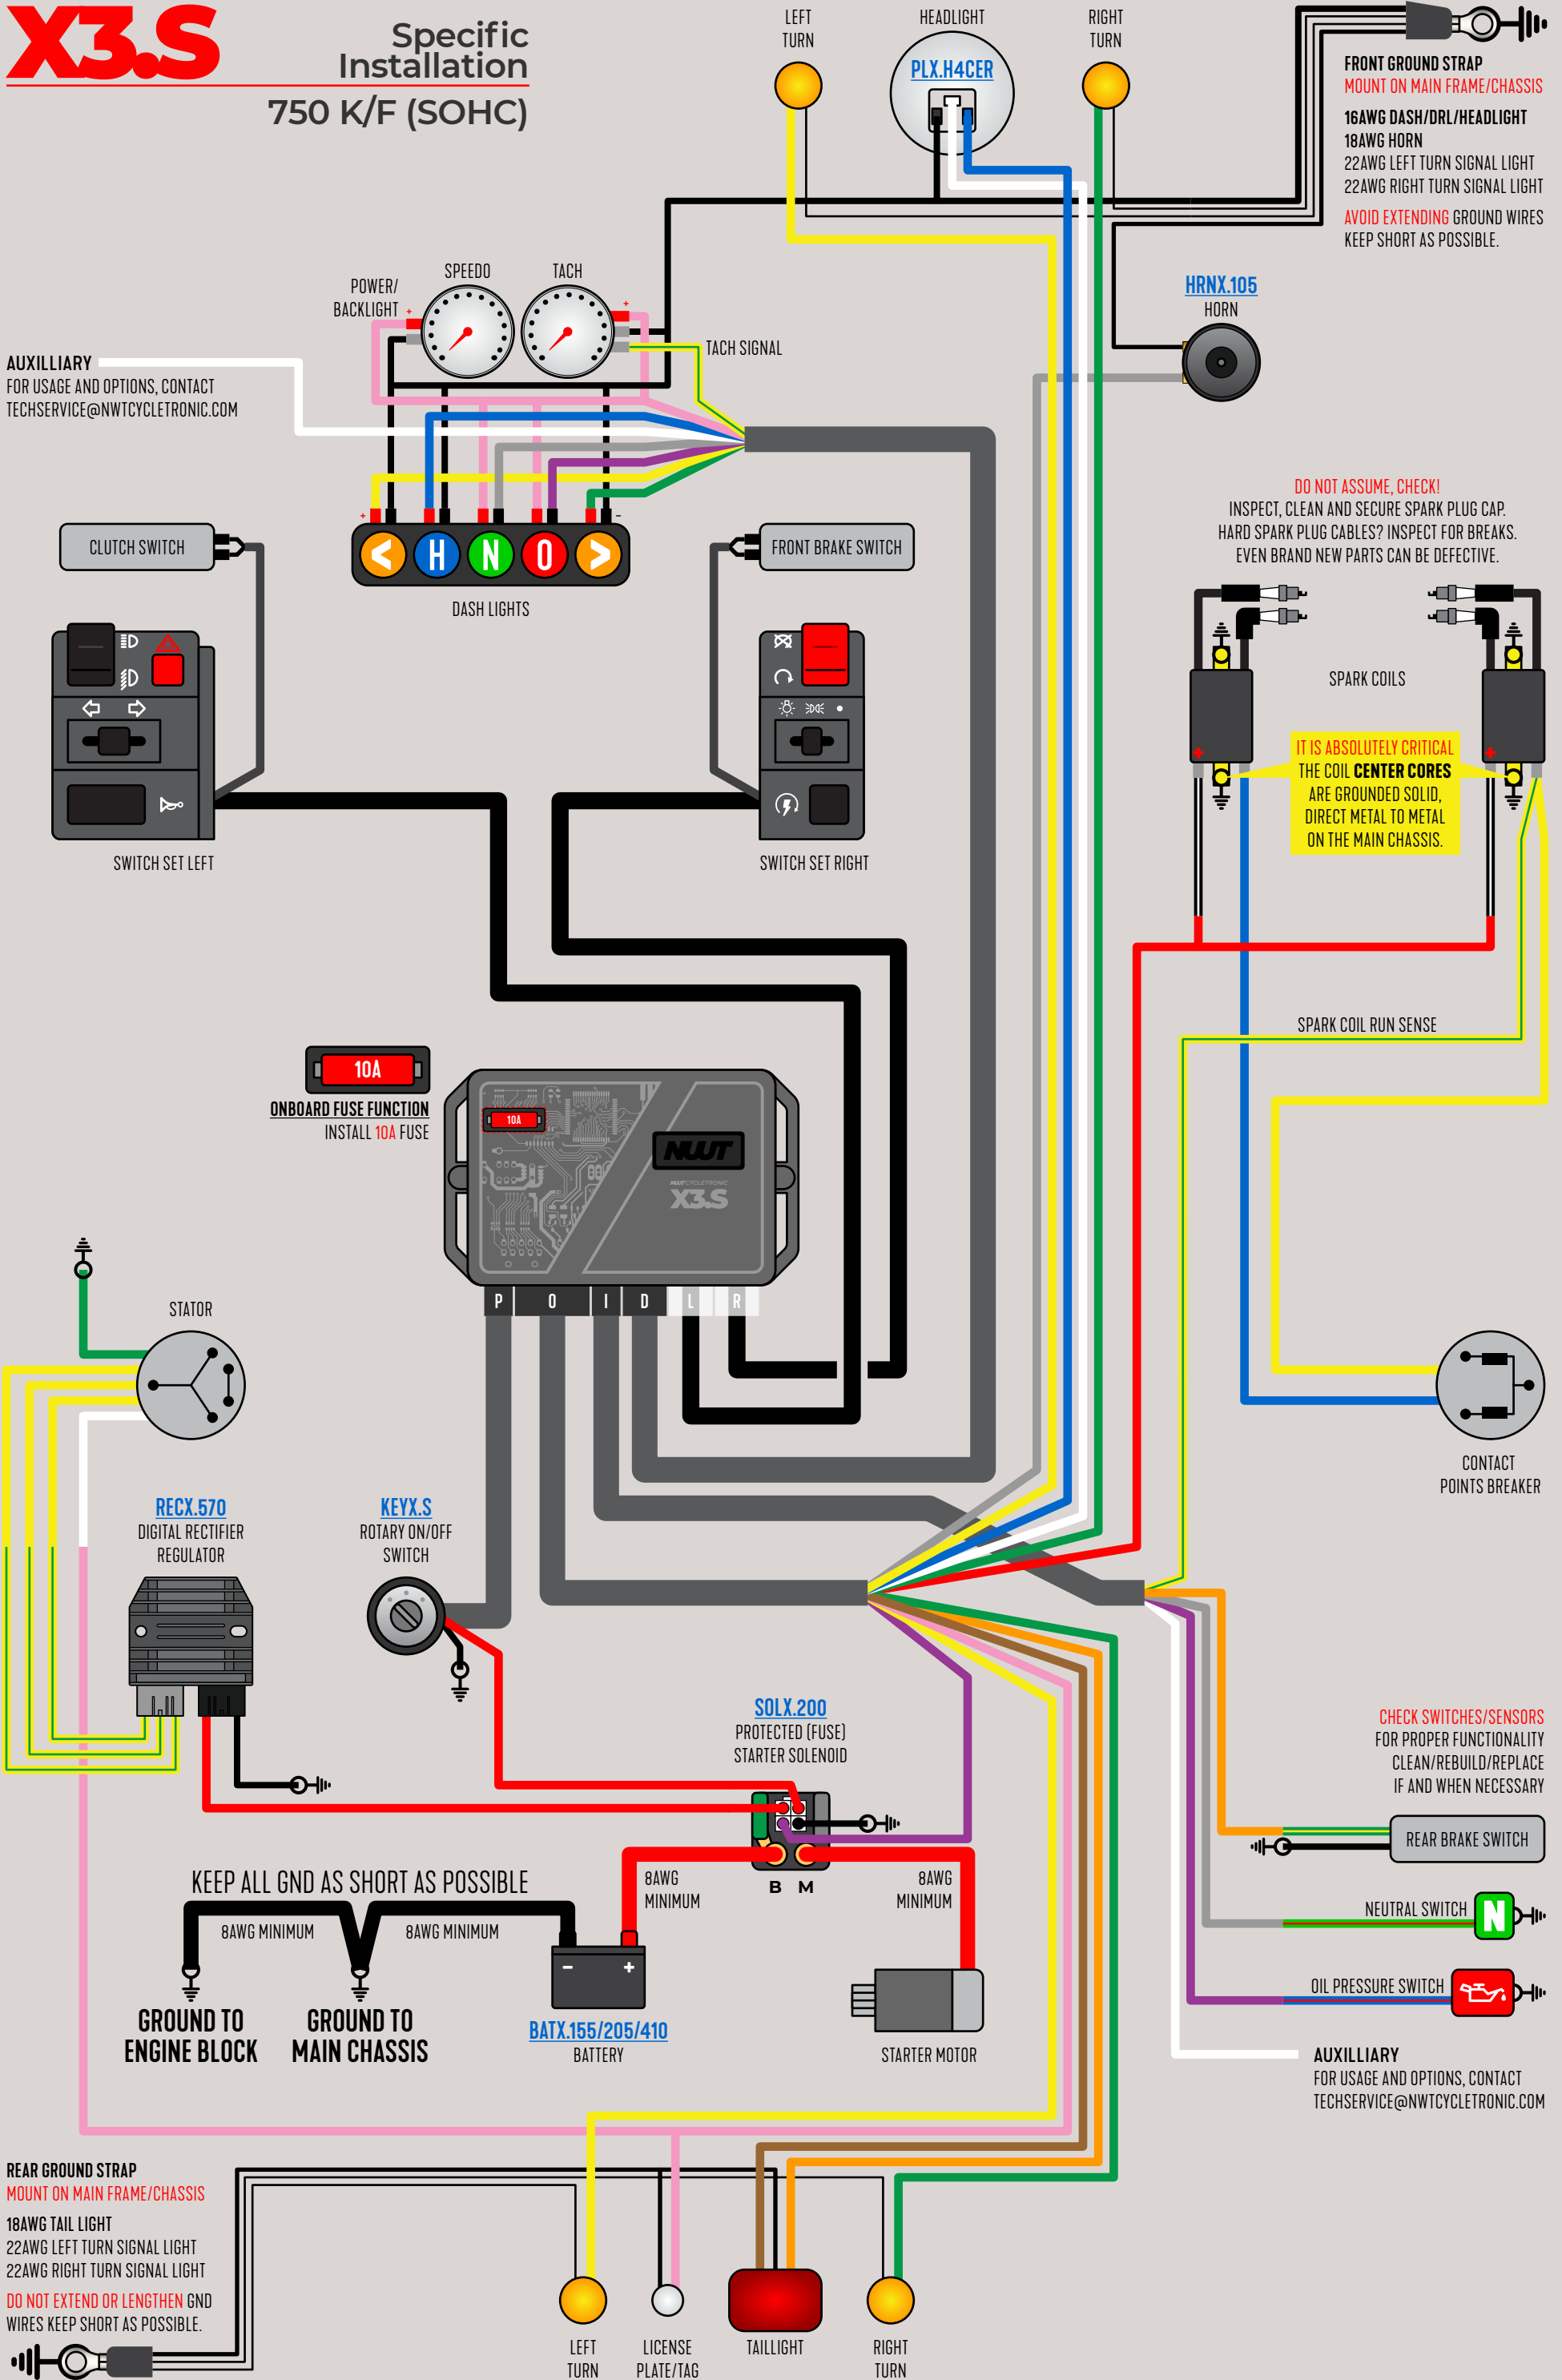 X3.S
Specific
Installation
750 K/F (SOHC)
LEFT
TURN
HEADLIGHT
PLX.H4CER
RIGHT
TURN
FRONT GROUND STRAP
MOUNT ON MAIN FRAME/CHASSIS
16AWG DASH/DRL/HEADLIGHT
18AWG HORN
22AWG LEFT TURN SIGNAL LIGHT
22AWG RIGHT TURN SIGNAL LIGHT
AVOID EXTENDING GROUND WIRES
KEEP SHORT AS POSSIBLE.
SPEEDO
TACH
POWER/
BACKLIGHT
+
+
TACH SIGNAL
HRNX.105
HORN
AUXILLIARY
FOR USAGE AND OPTIONS, CONTACT
TECHSERVICE@NWTCYCLETRONIC.COM
+
-
< H N O >
DASH LIGHTS
CLUTCH SWITCH
FRONT BRAKE SWITCH
DO NOT ASSUME, CHECK!
INSPECT, CLEAN AND SECURE SPARK PLUG CAP.
HARD SPARK PLUG CABLES? INSPECT FOR BREAKS.
EVEN BRAND NEW PARTS CAN BE DEFECTIVE.
SPARK COILS
+
+
IT IS ABSOLUTELY CRITICAL
THE COIL CENTER CORES
ARE GROUNDED SOLID,
DIRECT METAL TO METAL
ON THE MAIN CHASSIS.
SWITCH SET LEFT
SWITCH SET RIGHT
SPARK COIL RUN SENSE
10A
ONBOARD FUSE FUNCTION
INSTALL 10A FUSE
10A
NWT
NWTCYCLETRONIC
X3.S
P O I D L R
STATOR
CONTACT
POINTS BREAKER
RECX.570
DIGITAL RECTIFIER
REGULATOR
KEYX.S
ROTARY ON/OFF
SWITCH
SOLX.200
PROTECTED (FUSE)
STARTER SOLENOID
B M
CHECK SWITCHES/SENSORS
FOR PROPER FUNCTIONALITY
CLEAN/REBUILD/REPLACE
IF AND WHEN NECESSARY
REAR BRAKE SWITCH
NEUTRAL SWITCH
N
OIL PRESSURE SWITCH
KEEP ALL GND AS SHORT AS POSSIBLE
8AWG MINIMUM
8AWG MINIMUM
8AWG
MINIMUM
8AWG
MINIMUM
- +
GROUND TO
ENGINE BLOCK
GROUND TO
MAIN CHASSIS
BATX.155/205/410
BATTERY
STARTER MOTOR
AUXILLIARY
FOR USAGE AND OPTIONS, CONTACT
TECHSERVICE@NWTCYCLETRONIC.COM
REAR GROUND STRAP
MOUNT ON MAIN FRAME/CHASSIS
18AWG TAIL LIGHT
22AWG LEFT TURN SIGNAL LIGHT
22AWG RIGHT TURN SIGNAL LIGHT
DO NOT EXTEND OR LENGTHEN GND
WIRES KEEP SHORT AS POSSIBLE.
LEFT
TURN
LICENSE
PLATE/TAG
TAILLIGHT
RIGHT
TURN